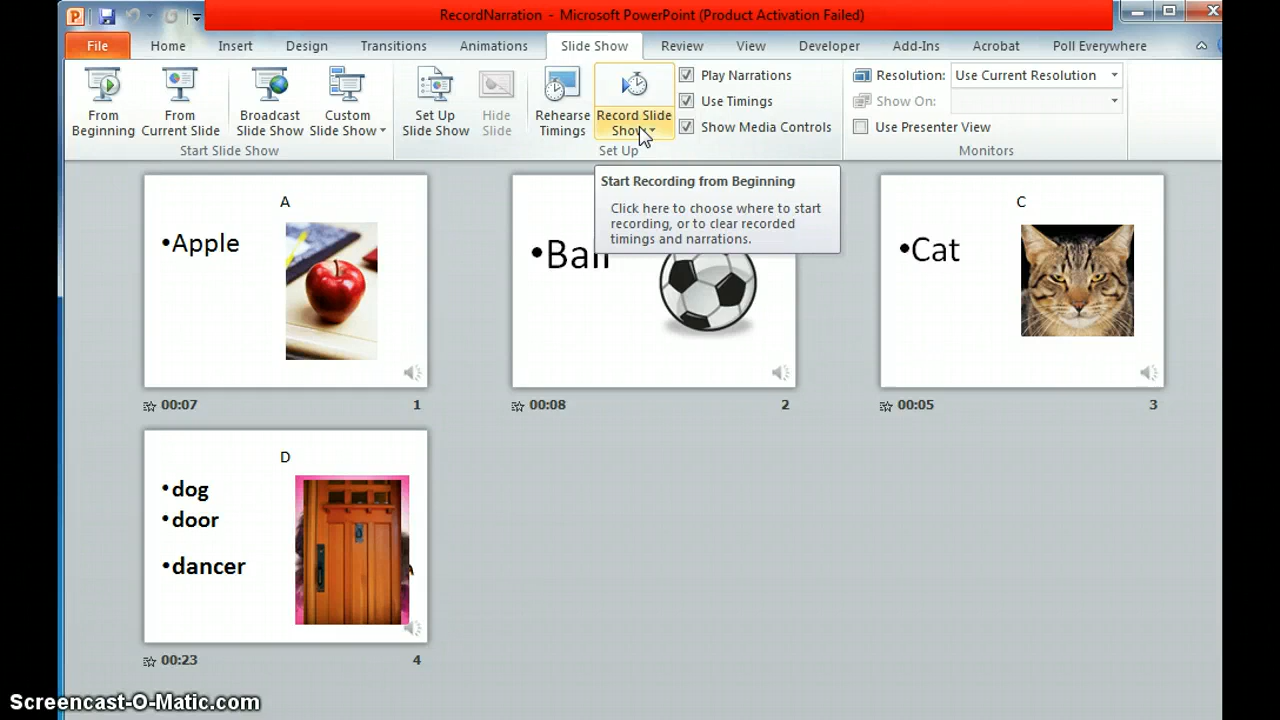 RecordNarration - Microsoft PowerPoint (Product Activation Failed)
File Home Insert Design Transitions Animations Slide Show Review View Developer Add-Ins Acrobat Poll Everywhere
From Beginning
From Current Slide
Broadcast Slide Show
Custom Slide Show
Start Slide Show
Set Up Slide Show
Hide Slide
Rehearse Timings
Record Slide Show
Set Up
Play Narrations
Use Timings
Show Media Controls
Resolution: Use Current Resolution
Show On:
Use Presenter View
Monitors
Start Recording from Beginning
Click here to choose where to start
recording, or to clear recorded
timings and narrations.
A
•Apple
00:07 1
•Ball
00:08 2
C
•Cat
00:05 3
D
•dog
•door
•dancer
00:23 4
Screencast-O-Matic.com